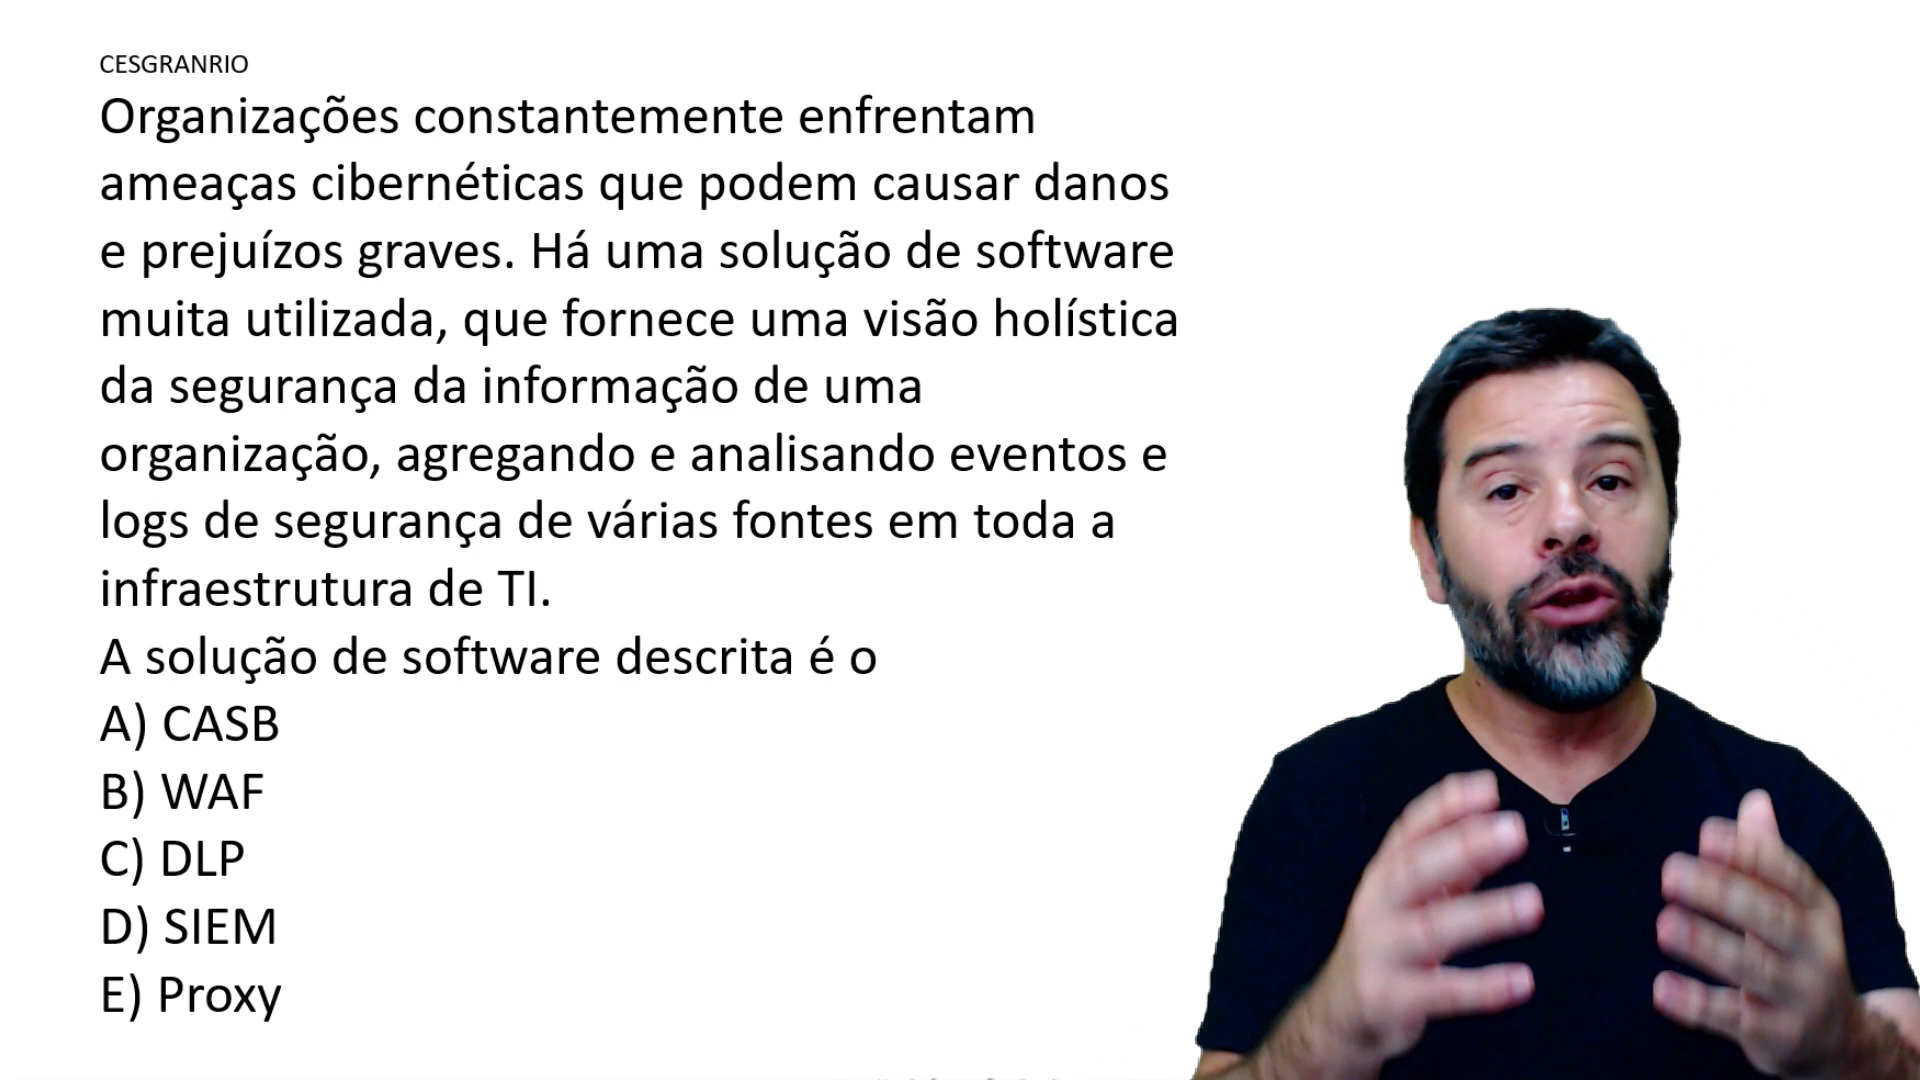 CESGRANRIO
Organizações constantemente enfrentam
ameaças cibernéticas que podem causar danos
e prejuízos graves. Há uma solução de software
muita utilizada, que fornece uma visão holística
da segurança da informação de uma
organização, agregando e analisando eventos e
logs de segurança de várias fontes em toda a
infraestrutura de TI.
A solução de software descrita é o
A) CASB
B) WAF
C) DLP
D) SIEM
E) Proxy